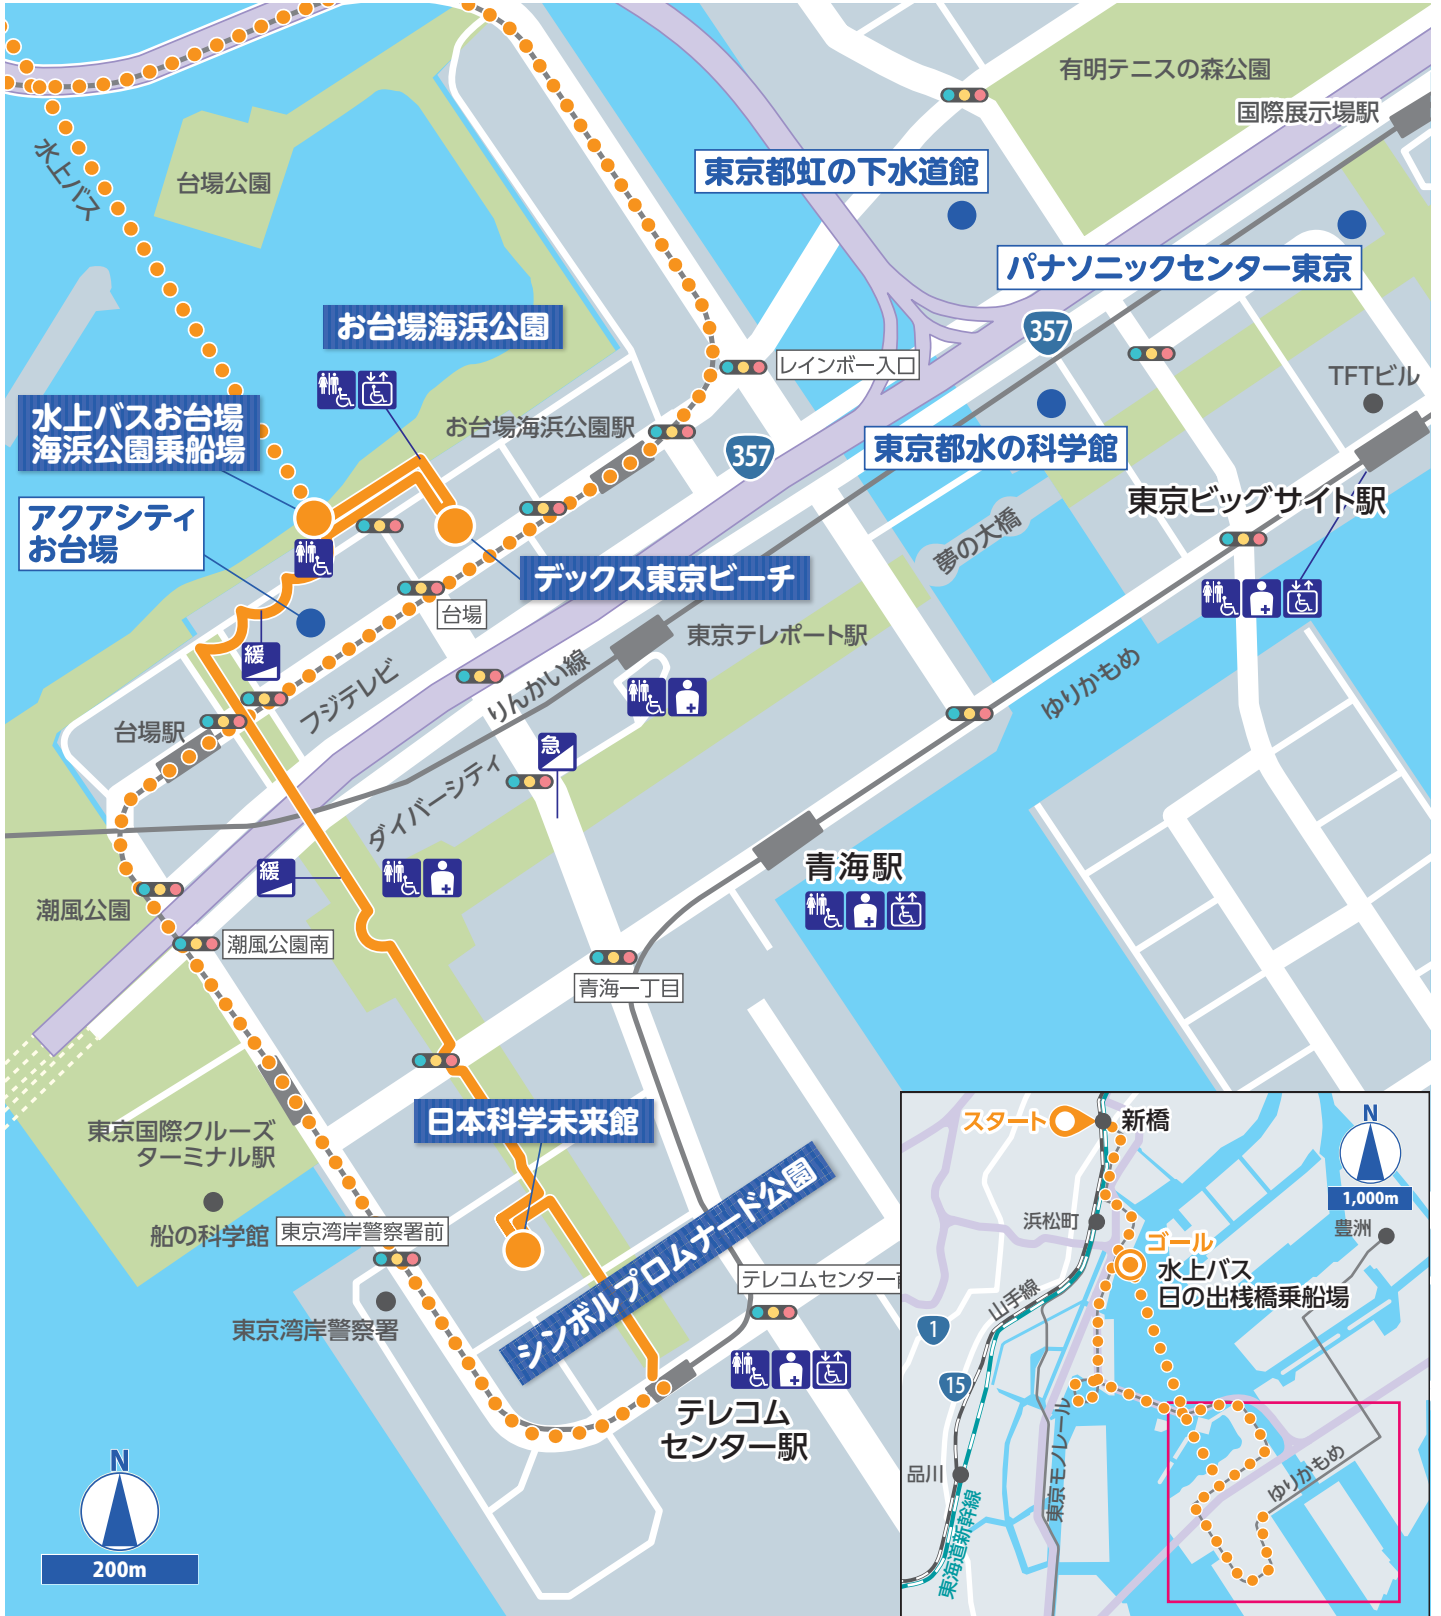 有明テニスの森公園
国際展示場駅
水上バス
台場公園
東京都虹の下水道館
パナソニックセンター東京
お台場海浜公園
357
レインボー入口
TFTビル
水上バスお台場
海浜公園乗船場
お台場海浜公園駅
357
東京都水の科学館
東京ビッグサイト駅
アクアシティ
お台場
夢の大橋
デックス東京ビーチ
台場
東京テレポート駅
緩
フジテレビ
りんかい線
ゆりかもめ
台場駅
急
ダイバーシティ
緩
青海駅
潮風公園
潮風公園南
青海一丁目
日本科学未来館
東京国際クルーズ
ターミナル駅
船の科学館
東京湾岸警察署前
シンボルプロムナード公園
テレコムセンター前
東京湾岸警察署
テレコム
センター駅
N
200m
スタート
新橋
N
1,000m
浜松町
豊洲
ゴール
水上バス
日の出桟橋乗船場
山手線
1
15
東京モノレール
ゆりかもめ
品川
東海道新幹線